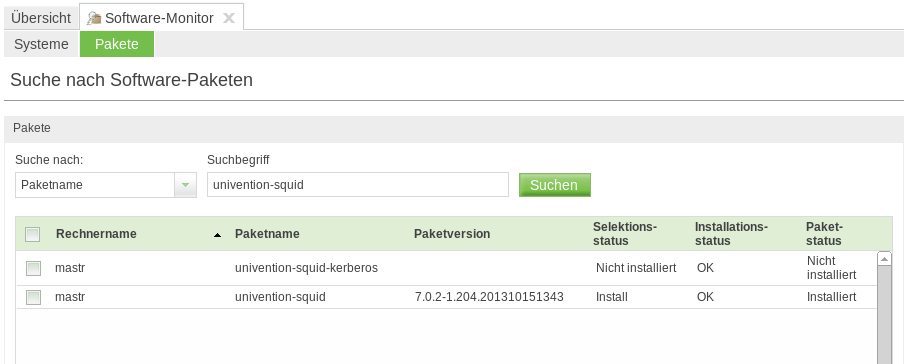 Übersicht Software-Monitor
Systeme Pakete
Suche nach Software-Paketen
Pakete
Suche nach: Suchbegriff
Paketname univention-squid Suchen
Rechnername Paketname Paketversion Selektions-status Installations-status Paket-status
mastr univention-squid-kerberos Nicht installiert OK Nicht installiert
mastr univention-squid 7.0.2-1.204.201310151343 Install OK Installiert